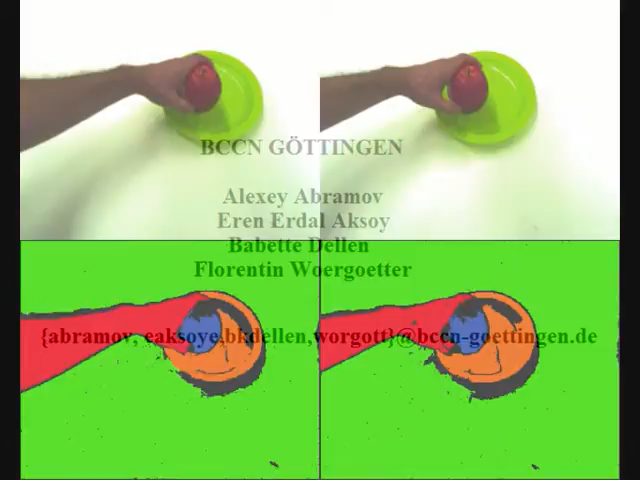 BCCN GÖTTINGEN
Alexey Abramov
Eren Erdal Aksoy
Babette Dellen
Florentin Woergoetter
{abramov, eaksoye,bkdellen,worgott}@bccn-goettingen.de